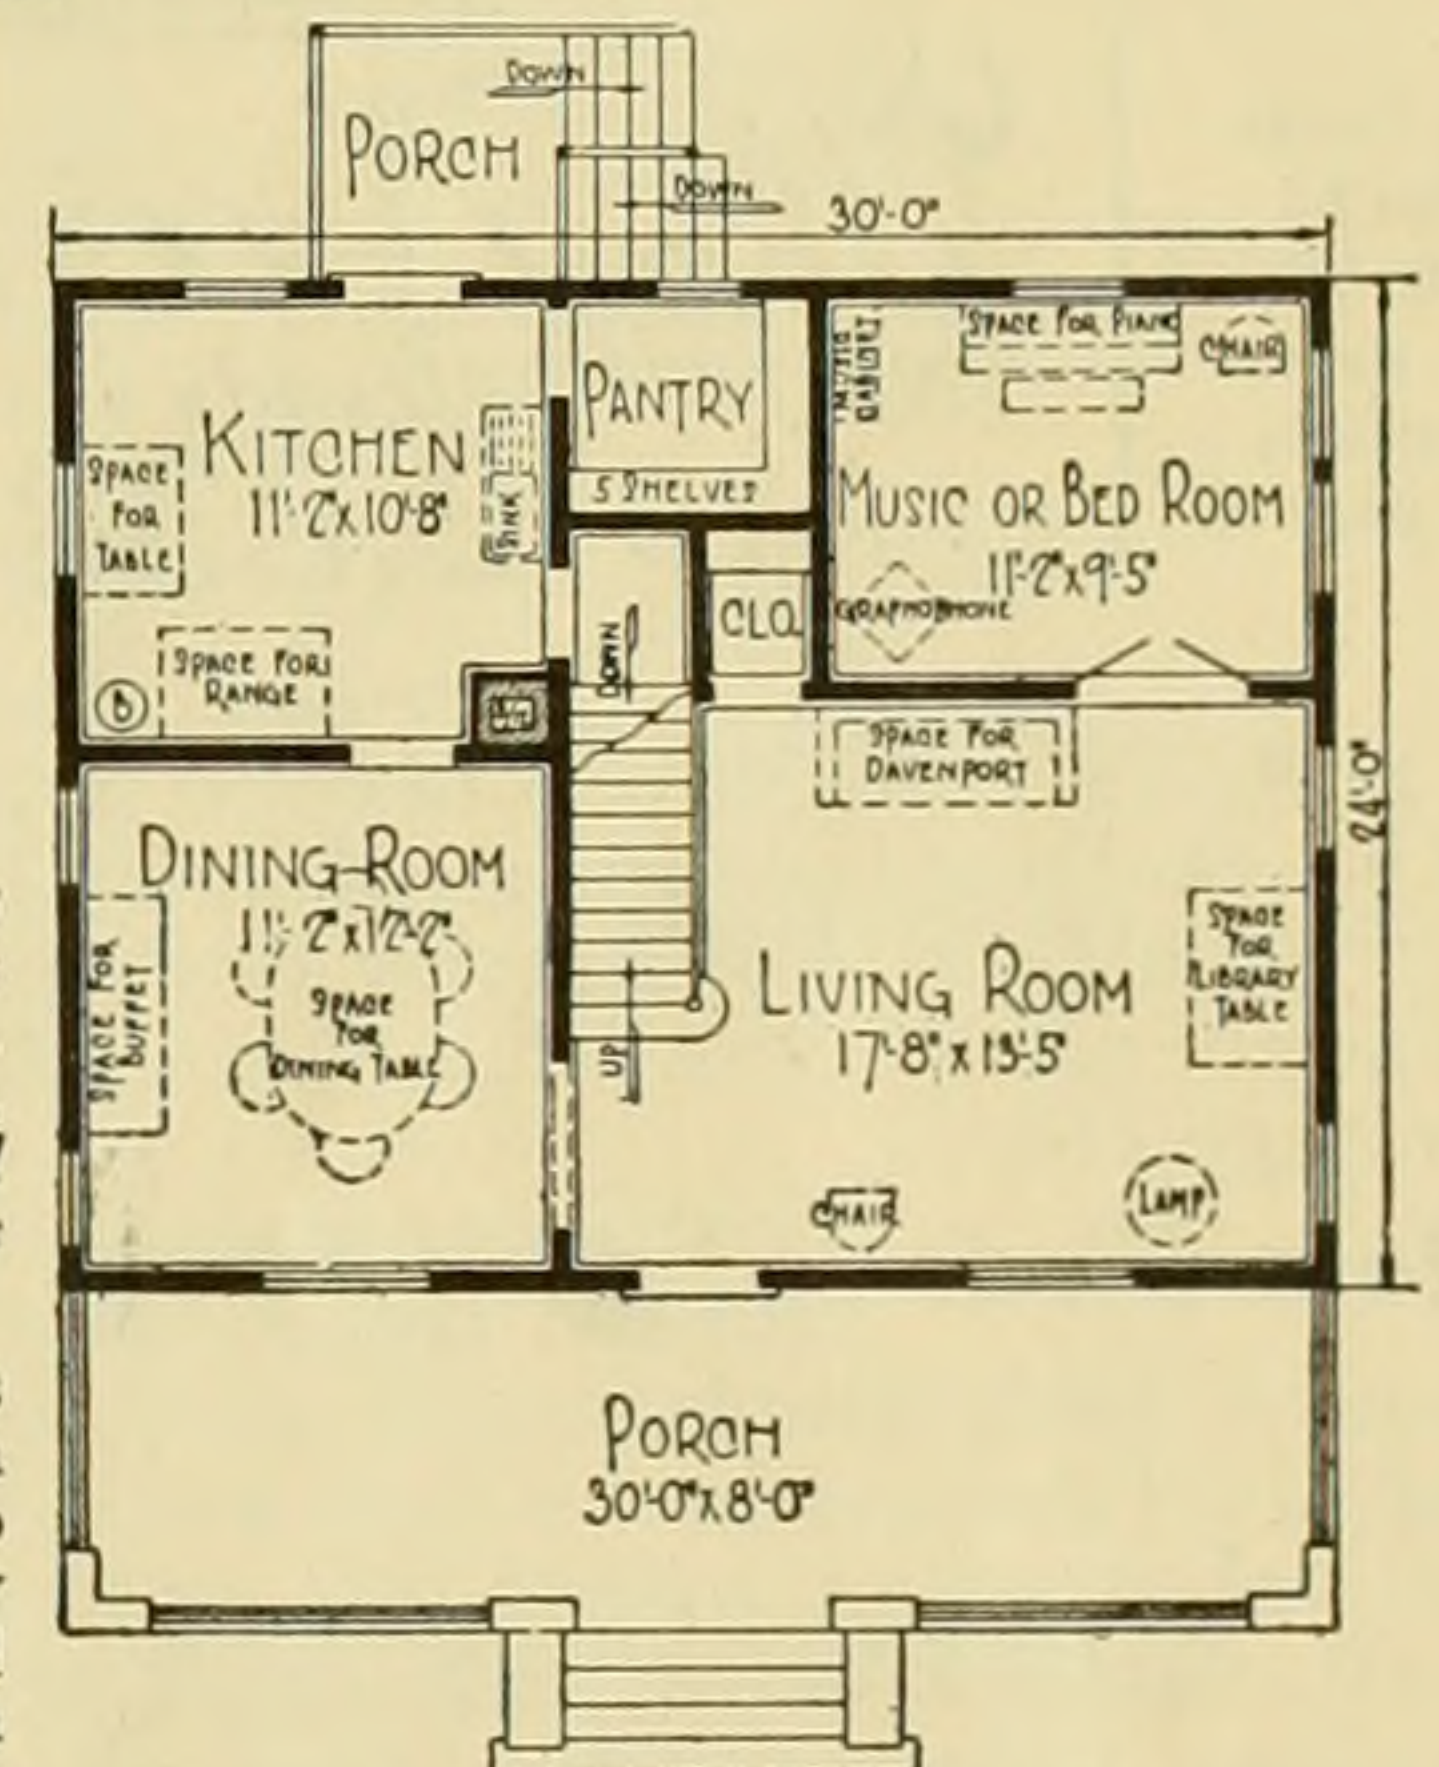 DOWN
PORCH
DOWN
30'-0"
SPACE FOR PIANO
CHAIR
MUSIC
CABINET
PANTRY
KITCHEN
11'-2"X10'-8"
SPACE
FOR
TABLE
SINK
5 SHELVES
MUSIC OR BED ROOM
11'-2"X9'-5"
GRAPHOPHONE
CLO.
DOWN
SPACE FOR
RANGE
B
SPACE FOR
DAVENPORT
24'-0"
DINING-ROOM
11'-2"X12'-2"
SPACE FOR
BUFFET
SPACE
FOR
DINING TABLE
LIVING ROOM
17'-8" X 13'-5"
SPACE
FOR
LIBRARY
TABLE
UP
CHAIR
LAMP
PORCH
30'-0"X8'-0"